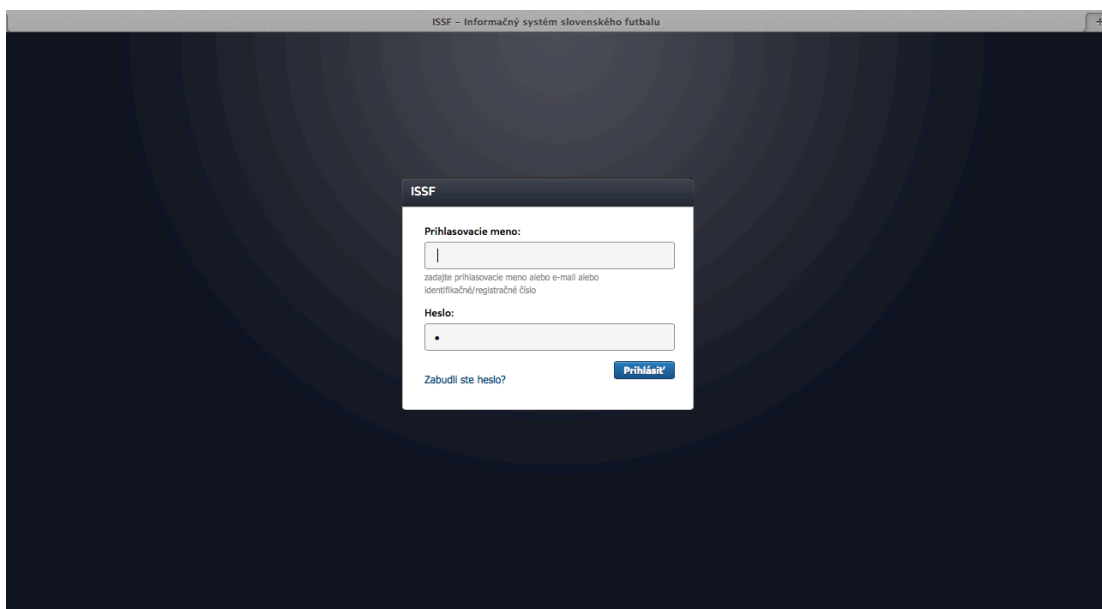 ISSF – Informačný systém slovenského futbalu
ISSF
Prihlasovacie meno:
zadajte prihlasovacie meno alebo e-mail alebo
identifikačné/registračné číslo
Heslo:
Zabudli ste heslo?
Prihlásiť